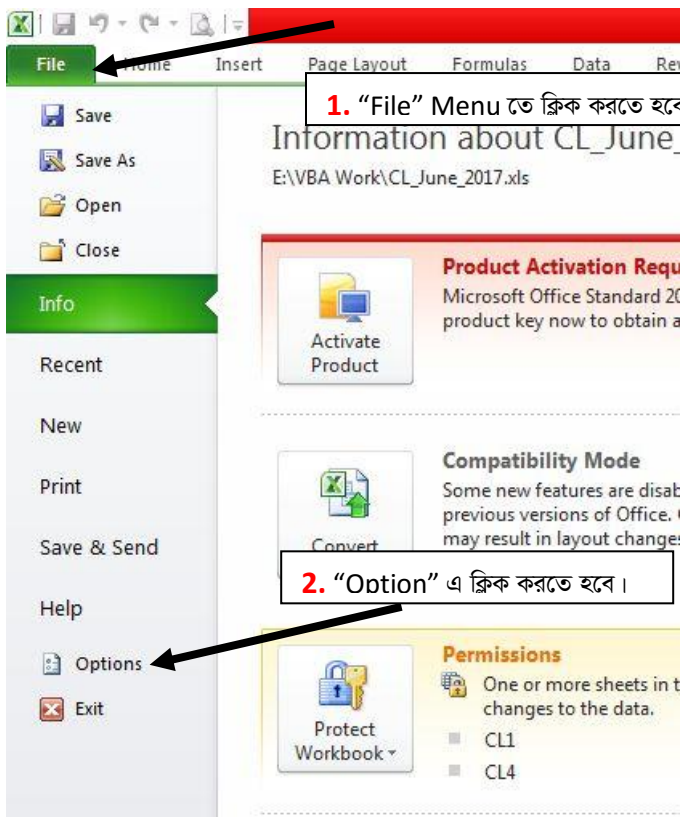 File Home Insert Page Layout Formulas Data
1. “File” Menu তে ক্লিক করতে হবে
Save
Save As
Open
Close
Info
Recent
New
Print
Save & Send
Help
Options
Exit
Information about CL_June_
E:\VBA Work\CL_June_2017.xls
Activate
Product
Product Activation Requ
Microsoft Office Standard 20
product key now to obtain a
Convert
Compatibility Mode
Some new features are disab
previous versions of Office.
may result in layout changes
2. “Option” এ ক্লিক করতে হবে।
Protect
Workbook
Permissions
One or more sheets in t
changes to the data.
CL1
CL4